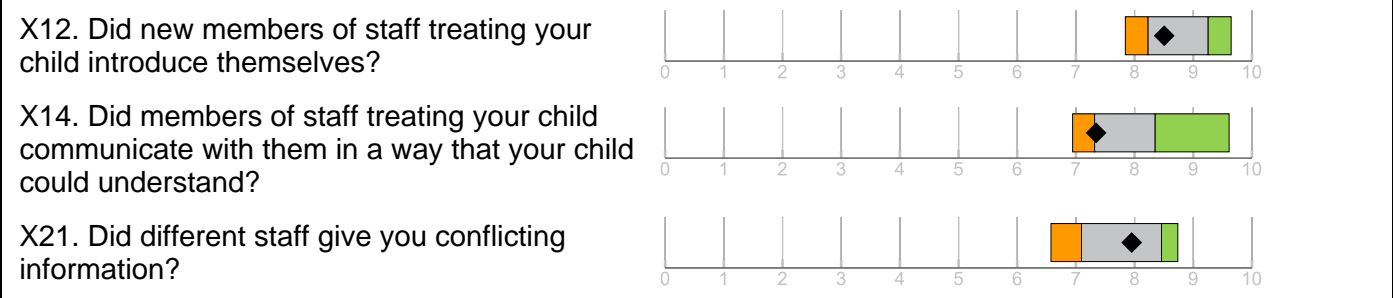 X12. Did new members of staff treating your
child introduce themselves?
0 1 2 3 4 5 6 7 8 9 10
X14. Did members of staff treating your child
communicate with them in a way that your child
could understand?
0 1 2 3 4 5 6 7 8 9 10
X21. Did different staff give you conflicting
information?
0 1 2 3 4 5 6 7 8 9 10